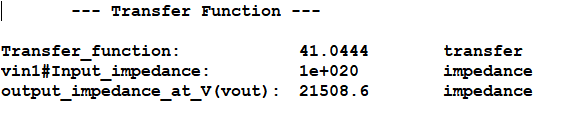 --- Transfer Function ---
Transfer_function: 41.0444 transfer
vin1#Input_impedance: 1e+020 impedance
output_impedance_at_V(vout): 21508.6 impedance